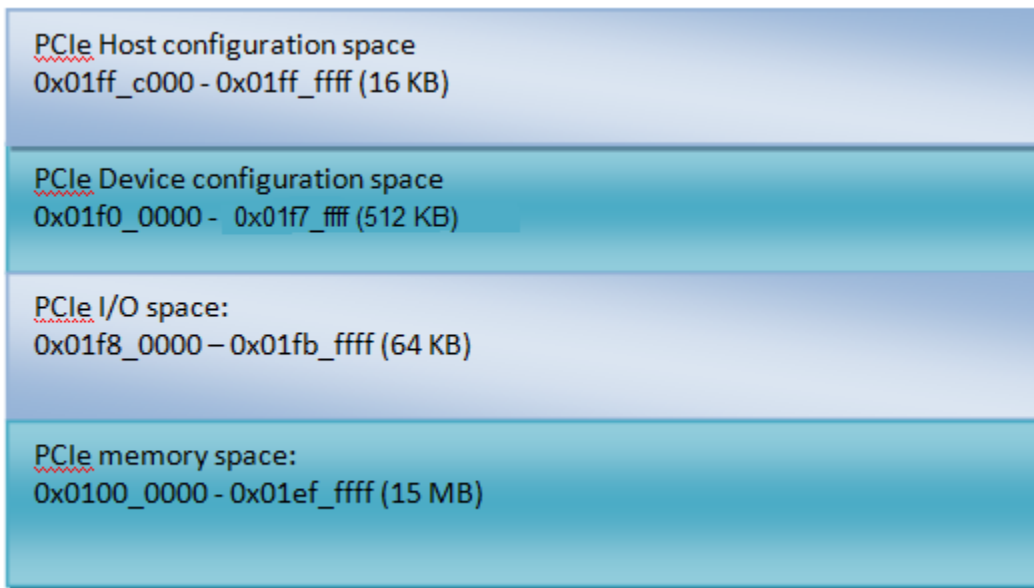 PCIe Host configuration space
0x01ff_c000 - 0x01ff_ffff (16 KB)
PCIe Device configuration space
0x01f0_0000 - 0x01f7_ffff (512 KB)
PCIe I/O space:
0x01f8_0000 – 0x01fb_ffff (64 KB)
PCIe memory space:
0x0100_0000 - 0x01ef_ffff (15 MB)